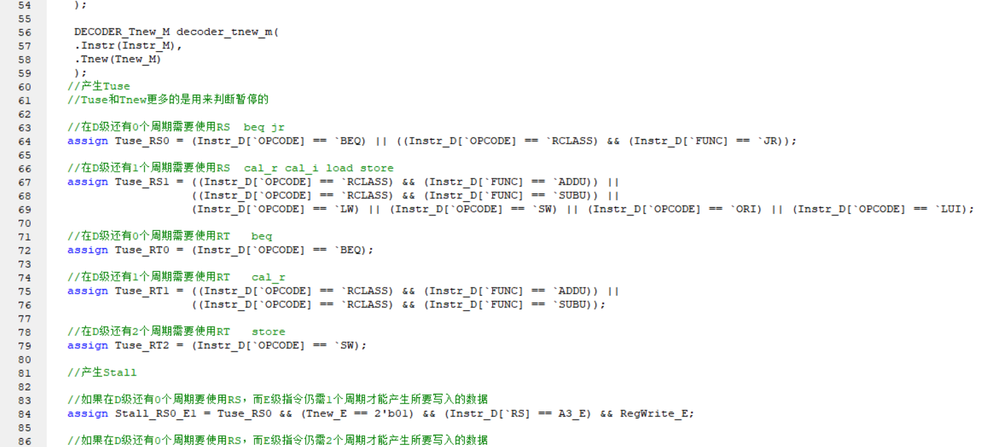 54 );
55
56 DECODER_Tnew_M decoder_tnew_m(
57 .Instr(Instr_M),
58 .Tnew(Tnew_M)
59 );
60 //产生Tuse
61 //Tuse和Tnew更多的是用来判断暂停的
62
63 //在D级还有0个周期需要使用RS  beq jr
64 assign Tuse_RS0 = (Instr_D[`OPCODE] == `BEQ) || ((Instr_D[`OPCODE] == `RCLASS) && (Instr_D[`FUNC] == `JR));
65
66 //在D级还有1个周期需要使用RS  cal_r cal_i load store
67 assign Tuse_RS1 = ((Instr_D[`OPCODE] == `RCLASS) && (Instr_D[`FUNC] == `ADDU)) ||
68 ((Instr_D[`OPCODE] == `RCLASS) && (Instr_D[`FUNC] == `SUBU)) ||
69 (Instr_D[`OPCODE] == `LW) || (Instr_D[`OPCODE] == `SW) || (Instr_D[`OPCODE] == `ORI) || (Instr_D[`OPCODE] == `LUI);
70
71 //在D级还有0个周期需要使用RT   beq
72 assign Tuse_RT0 = (Instr_D[`OPCODE] == `BEQ);
73
74 //在D级还有1个周期需要使用RT   cal_r
75 assign Tuse_RT1 = ((Instr_D[`OPCODE] == `RCLASS) && (Instr_D[`FUNC] == `ADDU)) ||
76 ((Instr_D[`OPCODE] == `RCLASS) && (Instr_D[`FUNC] == `SUBU));
77
78 //在D级还有2个周期需要使用RT   store
79 assign Tuse_RT2 = (Instr_D[`OPCODE] == `SW);
80
81 //产生Stall
82
83 //如果在D级还有0个周期要使用RS，而E级指令仍需1个周期才能产生所要写入的数据
84 assign Stall_RS0_E1 = Tuse_RS0 && (Tnew_E == 2'b01) && (Instr_D[`RS] == A3_E) && RegWrite_E;
85
86 //如果在D级还有0个周期要使用RS，而E级指令仍需2个周期才能产生所要写入的数据